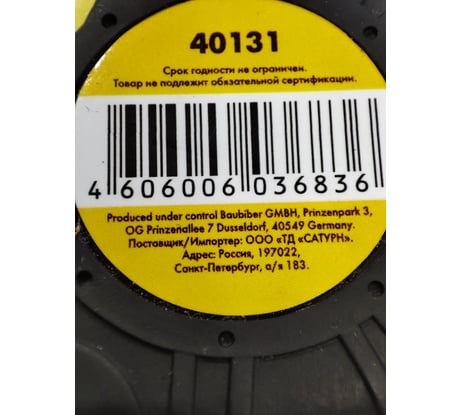 40131
Срок годности не ограничен.
Товар не подлежит обязательной сертификации.
4 606006 036836
Produced under control Baubiber GMBH, Prinzenpark 3,
OG Prinzenallee 7 Dusseldorf, 40549 Germany.
Поставщик/Импортер: ООО «ТД «САТУРН».
Адрес: Россия, 197022,
Санкт-Петербург, а/я 183.